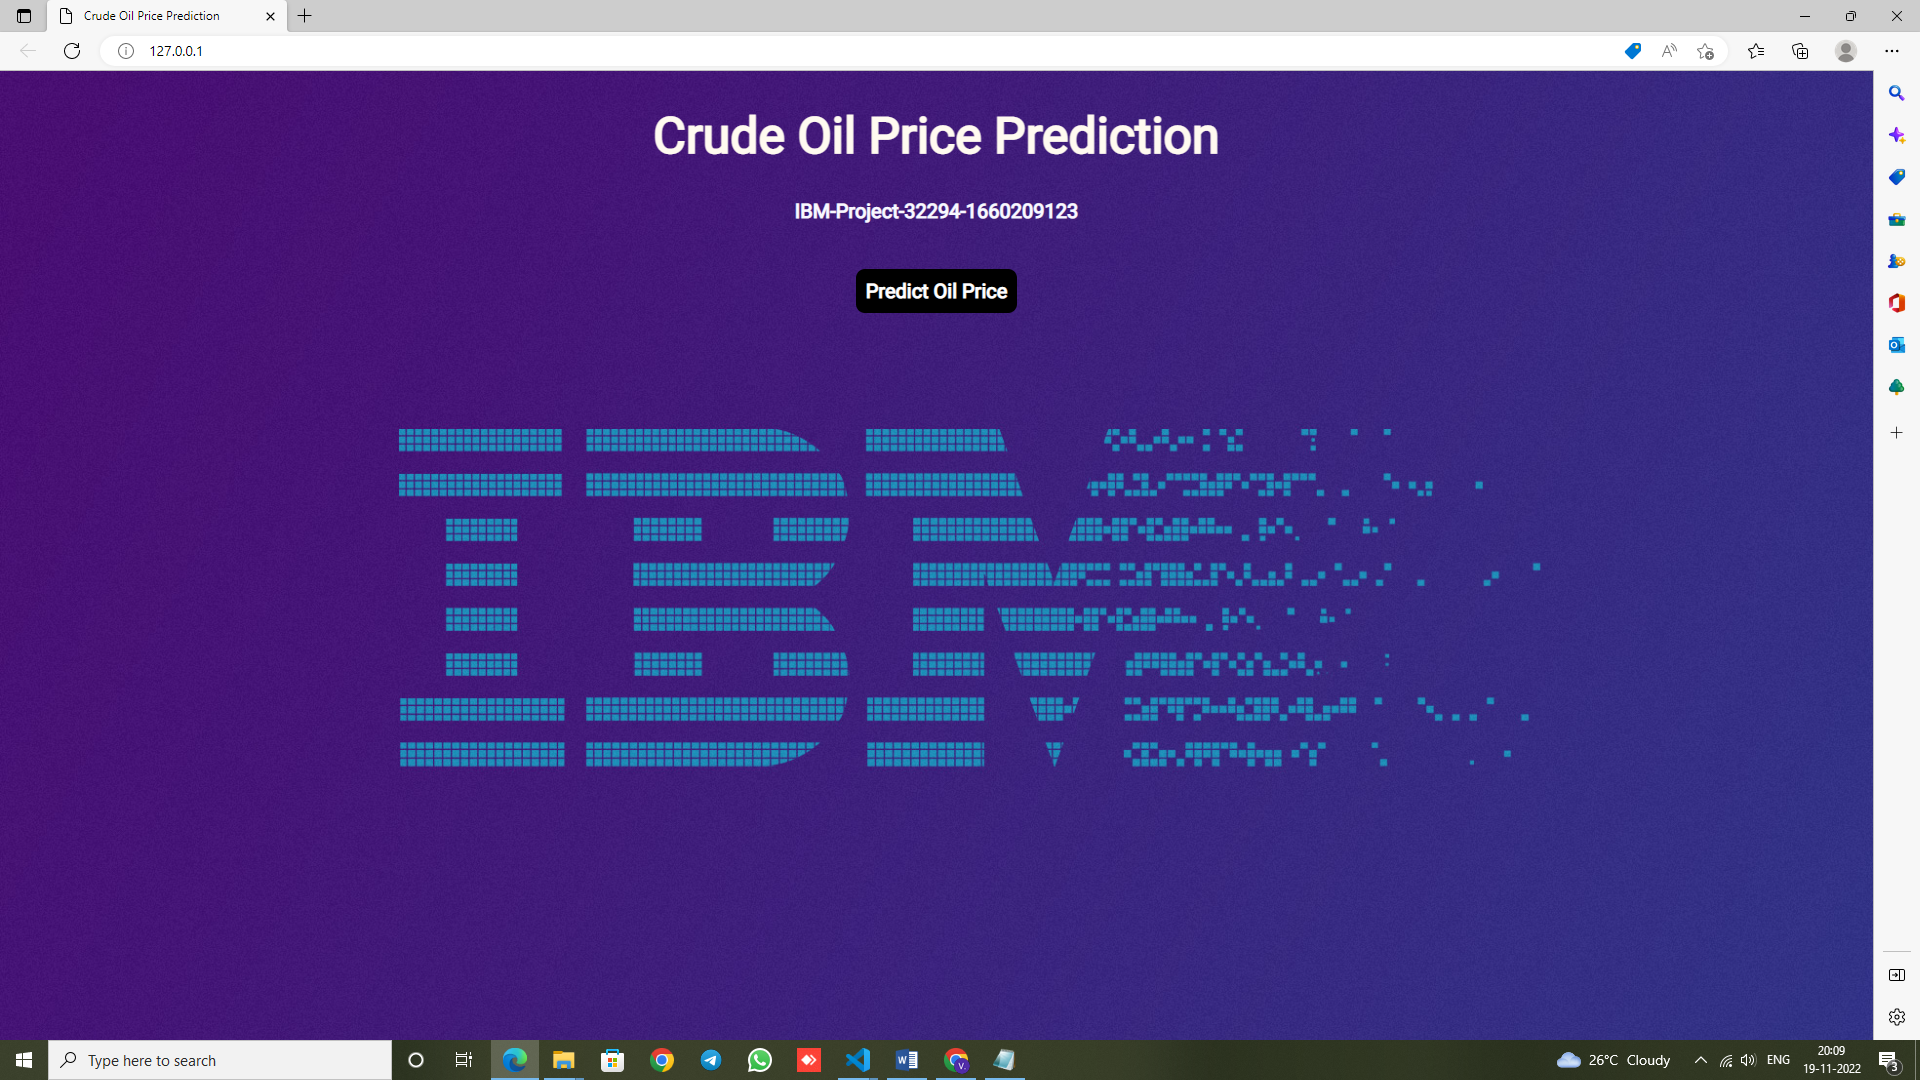 Crude Oil Price Prediction
127.0.0.1
Crude Oil Price Prediction
IBM-Project-32294-1660209123
Predict Oil Price
IBM
Type here to search
26°C Cloudy
ENG
20:09
19-11-2022
3